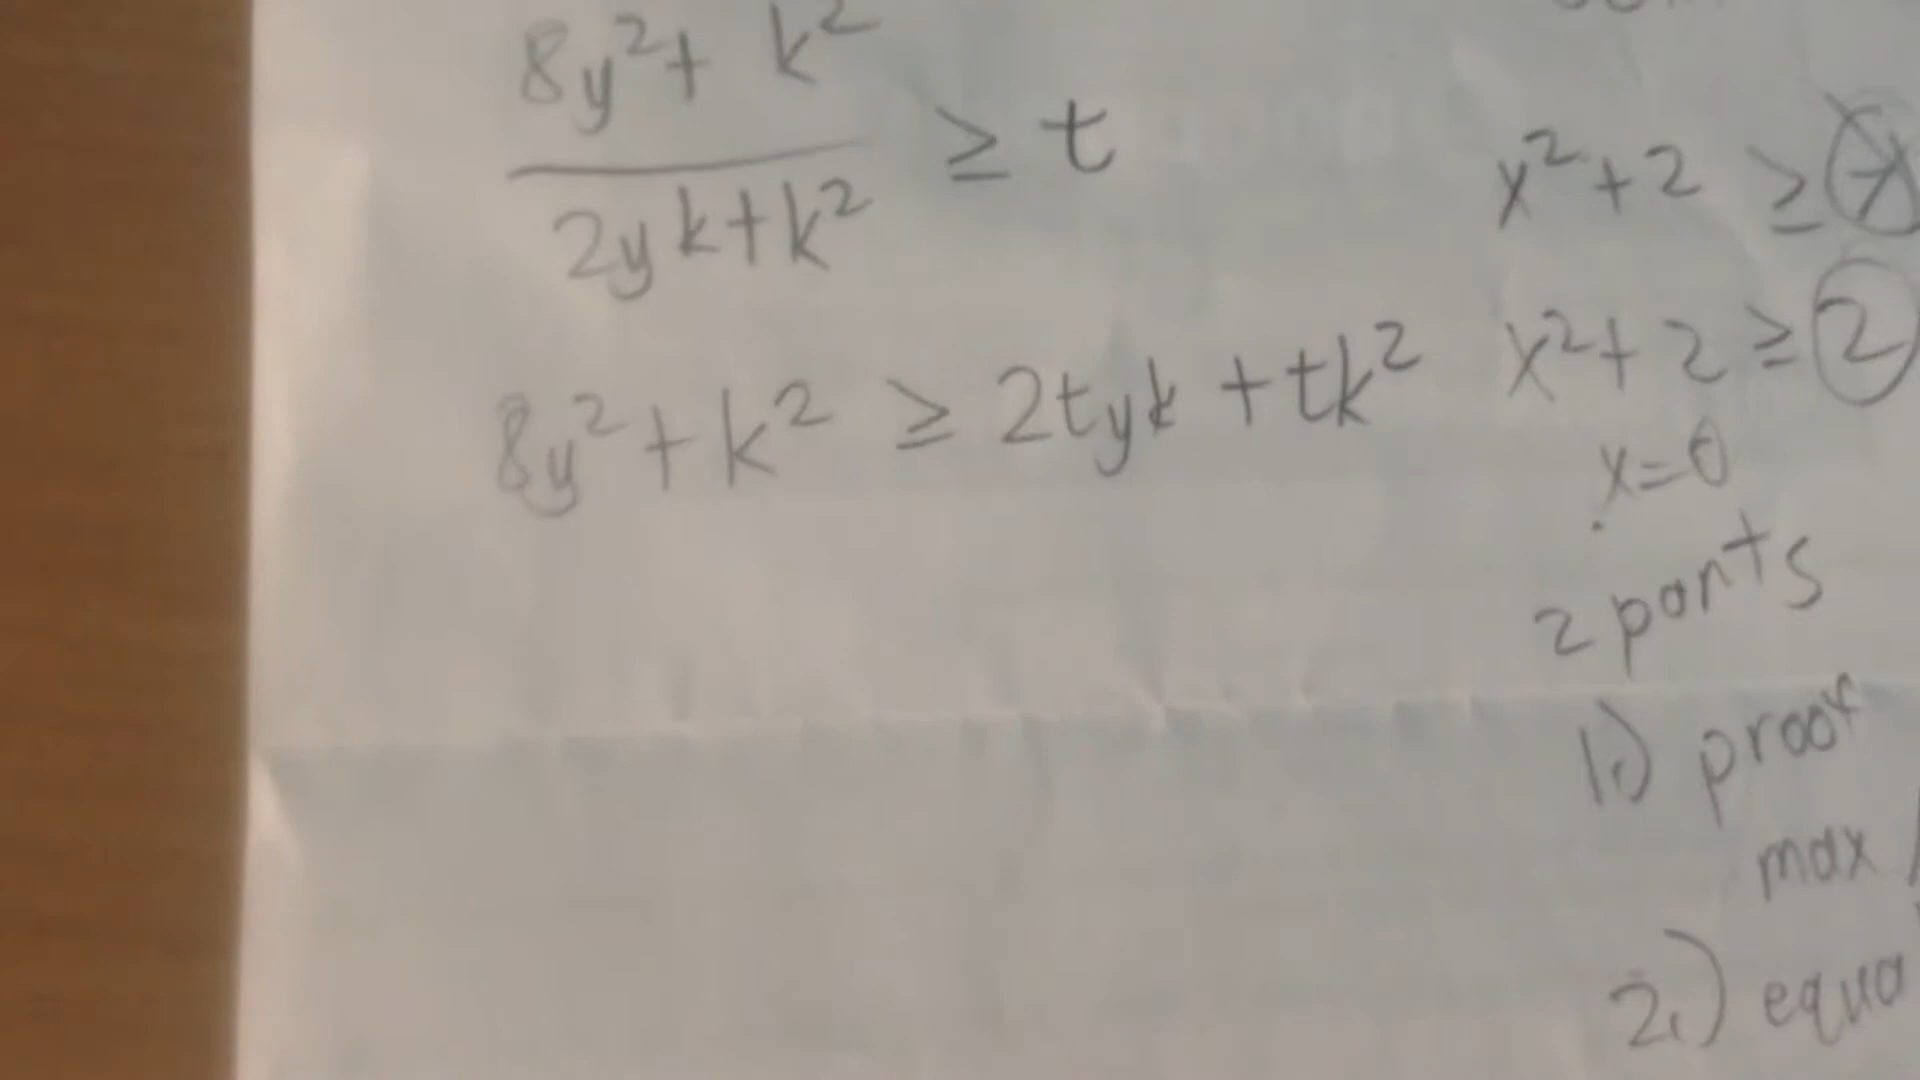 8y²+ k²
2yk+k²
≥ t
8y²+k² ≥ 2tyk +tk²
x²+2 ≥
x²+2 ≥ 2
x=0
2 parts
1.) proof
max
2.) equa